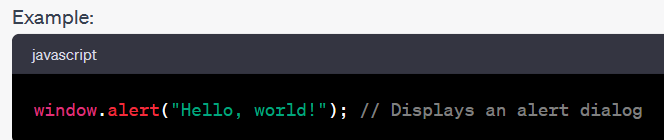 Example:
javascript
window.alert("Hello, world!"); // Displays an alert dialog